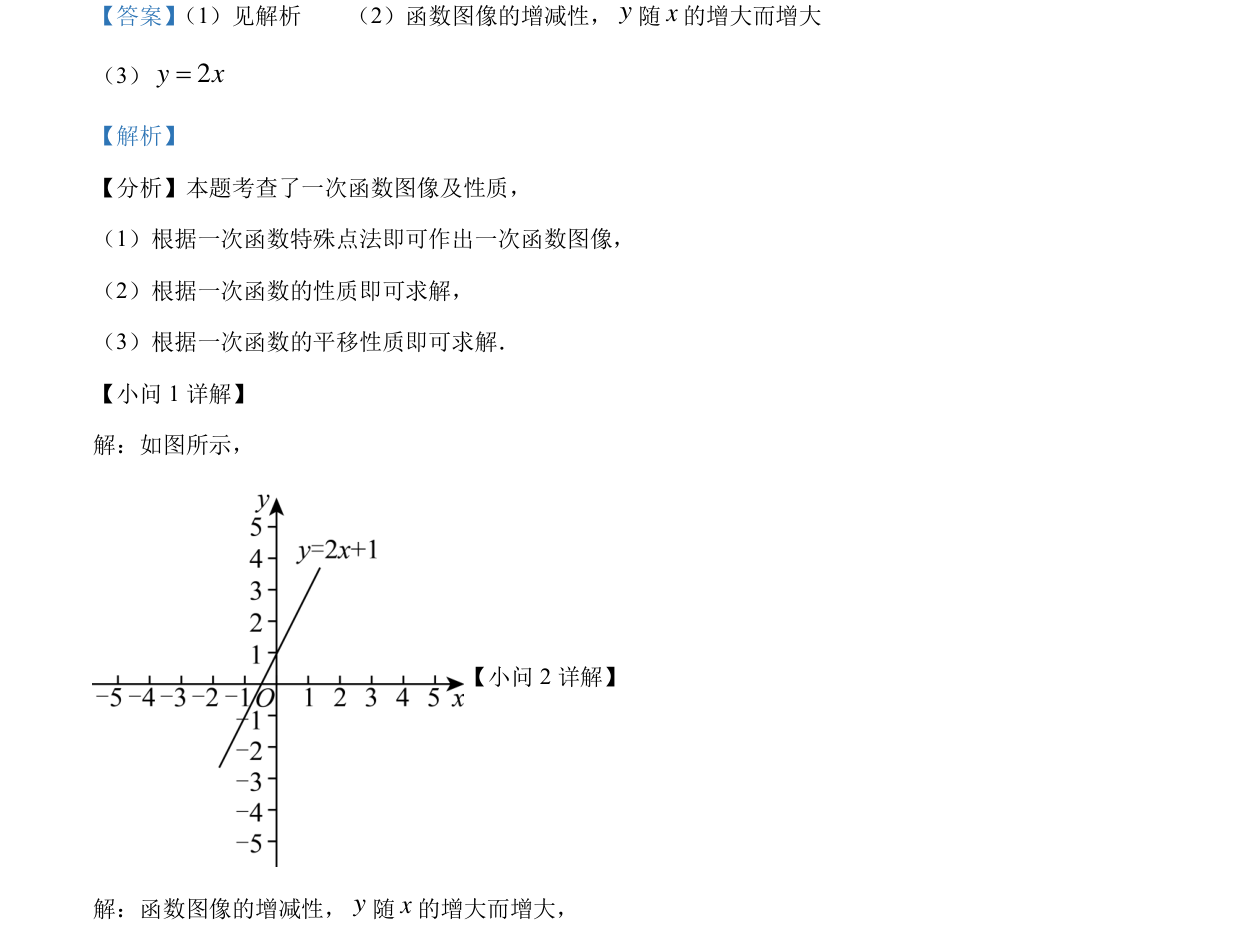 【答案】（1）见解析 （2）函数图像的增减性，y随x的增大而增大
（3）y=2x
【解析】
【分析】本题考查了一次函数图像及性质，
（1）根据一次函数特殊点法即可作出一次函数图像，
（2）根据一次函数的性质即可求解，
（3）根据一次函数的平移性质即可求解．
【小问1详解】
解：如图所示，
y
5
4
3
2
1
y=2x+1
−5 −4 −3 −2 −1 O 1 2 3 4 5 x
【小问2详解】
−1
−2
−3
−4
−5
解：函数图像的增减性，y随x的增大而增大，